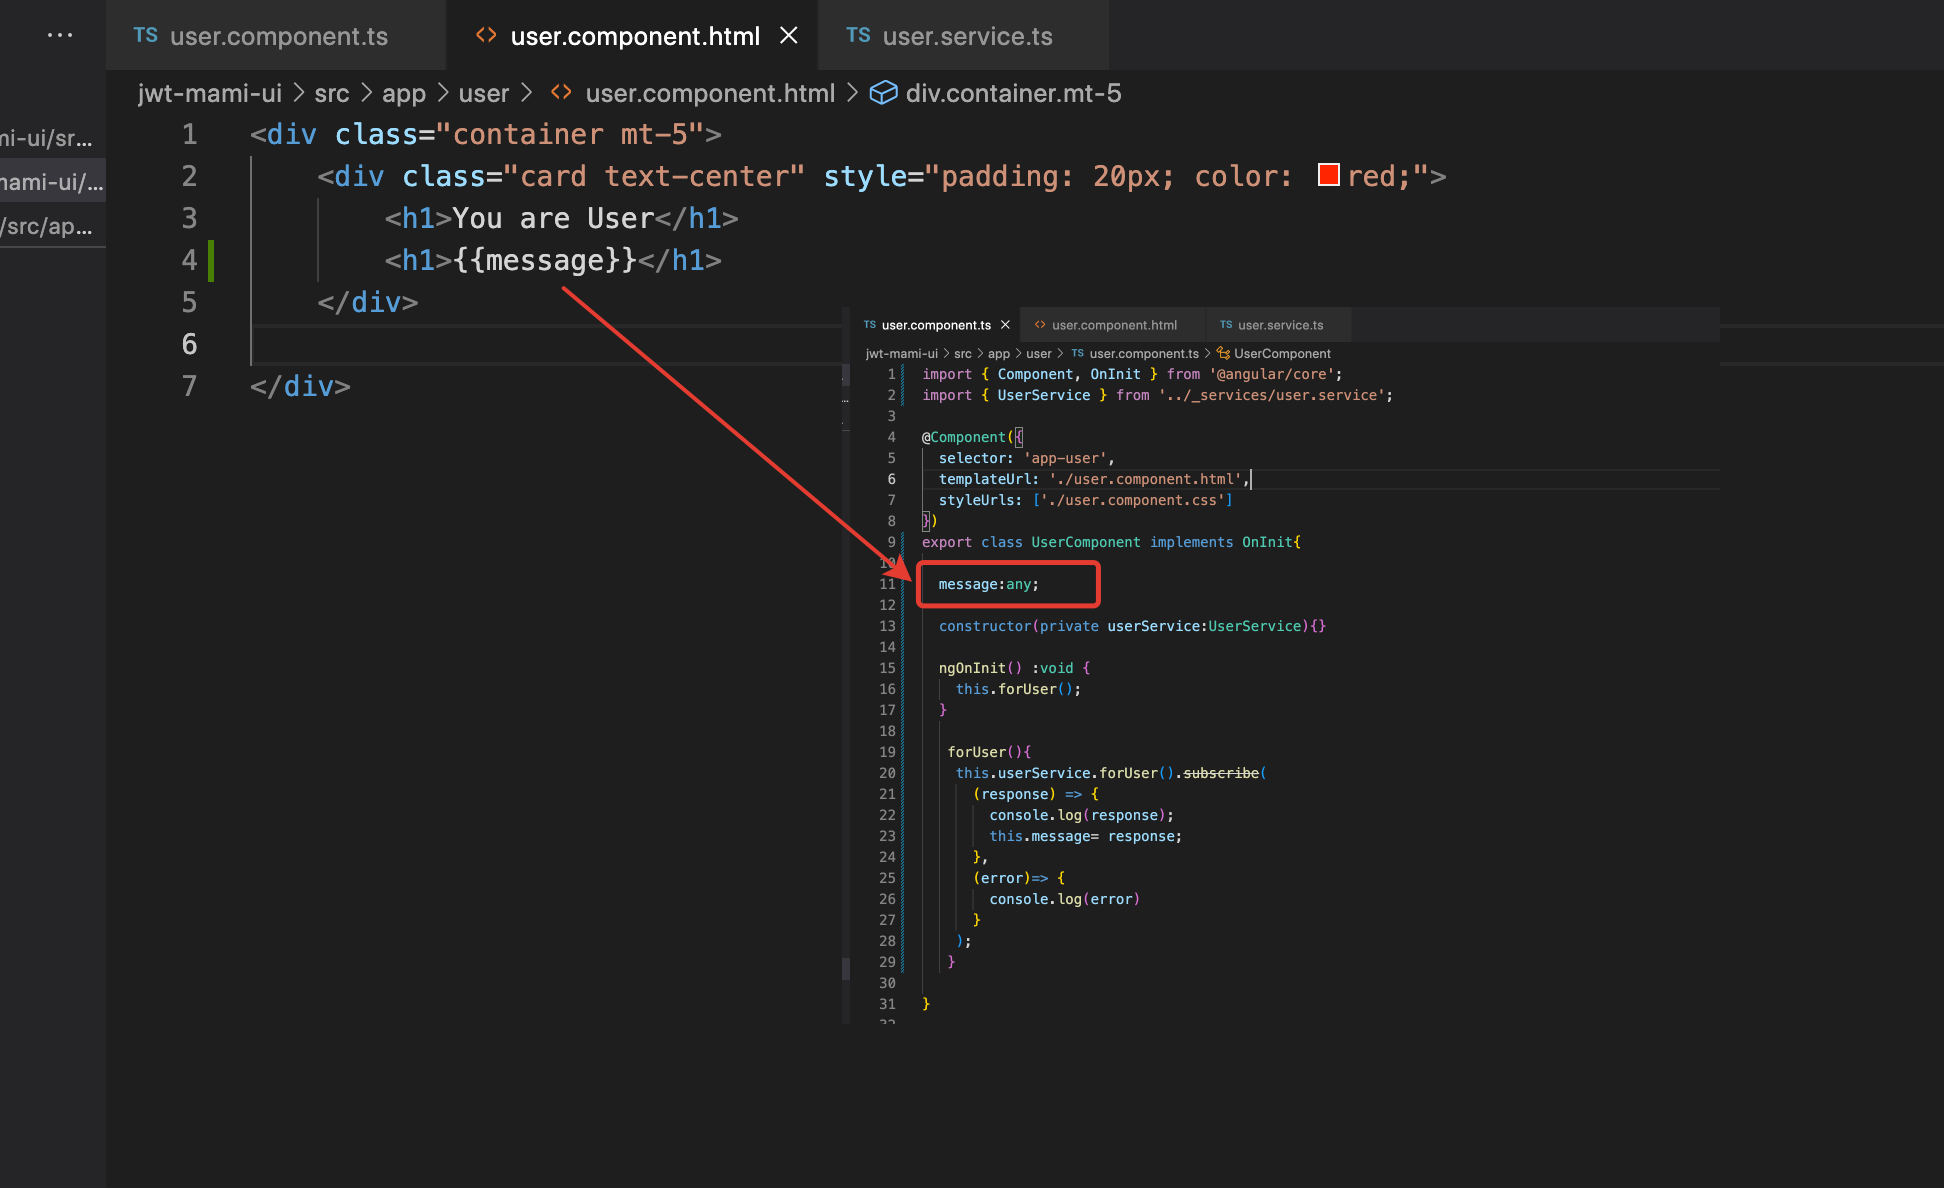 TS user.component.ts <> user.component.html × TS user.service.ts
jwt-mami-ui > src > app > user > <> user.component.html > div.container.mt-5
mi-ui/sr...
mami-ui/...
/src/ap...
1 <div class="container mt-5">
2 <div class="card text-center" style="padding: 20px; color: red;">
3 <h1>You are User</h1>
4 <h1>{{message}}</h1>
5 </div>
6
7 </div>
TS user.component.ts × <> user.component.html TS user.service.ts
jwt-mami-ui > src > app > user > TS user.component.ts > UserComponent
1 import { Component, OnInit } from '@angular/core';
2 import { UserService } from '../_services/user.service';
3
4 @Component({
5 selector: 'app-user',
6 templateUrl: './user.component.html',
7 styleUrls: ['./user.component.css']
8 })
9 export class UserComponent implements OnInit{
10
11 message:any;
12
13 constructor(private userService:UserService){}
14
15 ngOnInit() :void {
16 this.forUser();
17 }
18
19 forUser(){
20 this.userService.forUser().subscribe(
21 (response) => {
22 console.log(response);
23 this.message= response;
24 },
25 (error)=> {
26 console.log(error)
27 }
28 );
29 }
30
31 }